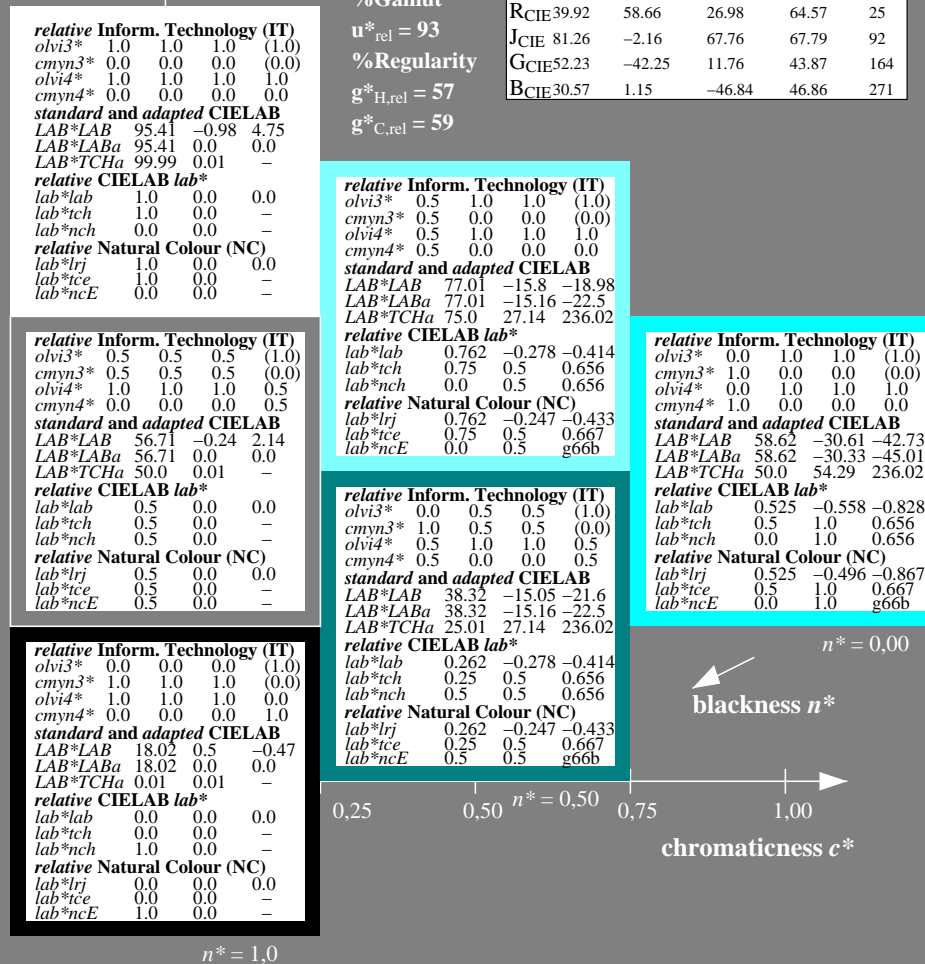 %Gamut
u*rel = 93
%Regularity
g*H,rel = 57
g*C,rel = 59
RCIE 39.92 58.66 26.98 64.57 25
JCIE 81.26 −2.16 67.76 67.79 92
GCIE 52.23 −42.25 11.76 43.87 164
BCIE 30.57 1.15 −46.84 46.86 271
relative Inform. Technology (IT)
olvi3* 1.0 1.0 1.0 (1.0)
cmyn3* 0.0 0.0 0.0 (0.0)
olvi4* 1.0 1.0 1.0 1.0
cmyn4* 0.0 0.0 0.0 0.0
standard and adapted CIELAB
LAB*LAB 95.41 −0.98 4.75
LAB*LABa 95.41 0.0 0.0
LAB*TCHa 99.99 0.01 –
relative CIELAB lab*
lab*lab 1.0 0.0 0.0
lab*tch 1.0 0.0 –
lab*nch 0.0 0.0 –
relative Natural Colour (NC)
lab*lrj 1.0 0.0 0.0
lab*tce 1.0 0.0 –
lab*ncE 0.0 0.0 –
relative Inform. Technology (IT)
olvi3* 0.5 1.0 1.0 (1.0)
cmyn3* 0.5 0.0 0.0 (0.0)
olvi4* 0.5 1.0 1.0 1.0
cmyn4* 0.5 0.0 0.0 0.0
standard and adapted CIELAB
LAB*LAB 77.01 −15.8 −18.98
LAB*LABa 77.01 −15.16 −22.5
LAB*TCHa 75.0 27.14 236.02
relative CIELAB lab*
lab*lab 0.762 −0.278 −0.414
lab*tch 0.75 0.5 0.656
lab*nch 0.0 0.5 0.656
relative Natural Colour (NC)
lab*lrj 0.762 −0.247 −0.433
lab*tce 0.75 0.5 0.667
lab*ncE 0.0 0.5 g66b
relative Inform. Technology (IT)
olvi3* 0.5 0.5 0.5 (1.0)
cmyn3* 0.5 0.5 0.5 (0.0)
olvi4* 1.0 1.0 1.0 0.5
cmyn4* 0.0 0.0 0.0 0.5
standard and adapted CIELAB
LAB*LAB 56.71 −0.24 2.14
LAB*LABa 56.71 0.0 0.0
LAB*TCHa 50.0 0.01 –
relative CIELAB lab*
lab*lab 0.5 0.0 0.0
lab*tch 0.5 0.0 –
lab*nch 0.5 0.0 –
relative Natural Colour (NC)
lab*lrj 0.5 0.0 0.0
lab*tce 0.5 0.0 –
lab*ncE 0.5 0.0 –
relative Inform. Technology (IT)
olvi3* 0.0 1.0 1.0 (1.0)
cmyn3* 1.0 0.0 0.0 (0.0)
olvi4* 0.0 1.0 1.0 1.0
cmyn4* 1.0 0.0 0.0 0.0
standard and adapted CIELAB
LAB*LAB 58.62 −30.61 −42.73
LAB*LABa 58.62 −30.33 −45.01
LAB*TCHa 50.0 54.29 236.02
relative CIELAB lab*
lab*lab 0.525 −0.558 −0.828
lab*tch 0.5 1.0 0.656
lab*nch 0.0 1.0 0.656
relative Natural Colour (NC)
lab*lrj 0.525 −0.496 −0.867
lab*tce 0.5 1.0 0.667
lab*ncE 0.0 1.0 g66b
relative Inform. Technology (IT)
olvi3* 0.0 0.5 0.5 (1.0)
cmyn3* 1.0 0.5 0.5 (0.0)
olvi4* 0.5 1.0 1.0 0.5
cmyn4* 0.5 0.0 0.0 0.5
standard and adapted CIELAB
LAB*LAB 38.32 −15.05 −21.6
LAB*LABa 38.32 −15.16 −22.5
LAB*TCHa 25.01 27.14 236.02
relative CIELAB lab*
lab*lab 0.262 −0.278 −0.414
lab*tch 0.25 0.5 0.656
lab*nch 0.5 0.5 0.656
relative Natural Colour (NC)
lab*lrj 0.262 −0.247 −0.433
lab*tce 0.25 0.5 0.667
lab*ncE 0.5 0.5 g66b
relative Inform. Technology (IT)
olvi3* 0.0 0.0 0.0 (1.0)
cmyn3* 1.0 1.0 1.0 (0.0)
olvi4* 1.0 1.0 1.0 0.0
cmyn4* 0.0 0.0 0.0 1.0
standard and adapted CIELAB
LAB*LAB 18.02 0.5 −0.47
LAB*LABa 18.02 0.0 0.0
LAB*TCHa 0.01 0.01 –
relative CIELAB lab*
lab*lab 0.0 0.0 0.0
lab*tch 0.0 0.0 –
lab*nch 1.0 0.0 –
relative Natural Colour (NC)
lab*lrj 0.0 0.0 0.0
lab*tce 0.0 0.0 –
lab*ncE 1.0 0.0 –
n* = 0,00
blackness n*
n* = 0,50
0,25 0,50 0,75 1,00
chromaticness c*
n* = 1,0